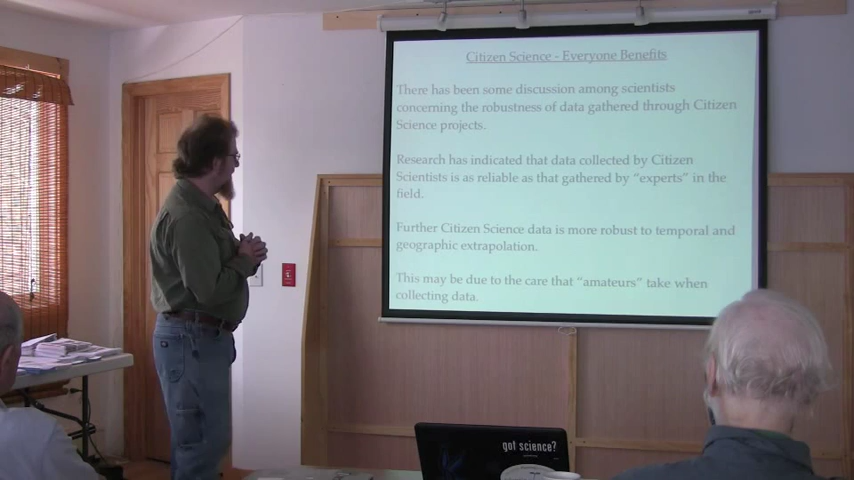 Citizen Science - Everyone Benefits
There has been some discussion among scientists
concerning the robustness of data gathered through Citizen
Science projects.
Research has indicated that data collected by Citizen
Scientists is as reliable as that gathered by “experts” in the
field.
Further Citizen Science data is more robust to temporal and
geographic extrapolation.
This may be due to the care that “amateurs” take when
collecting data.
got science?